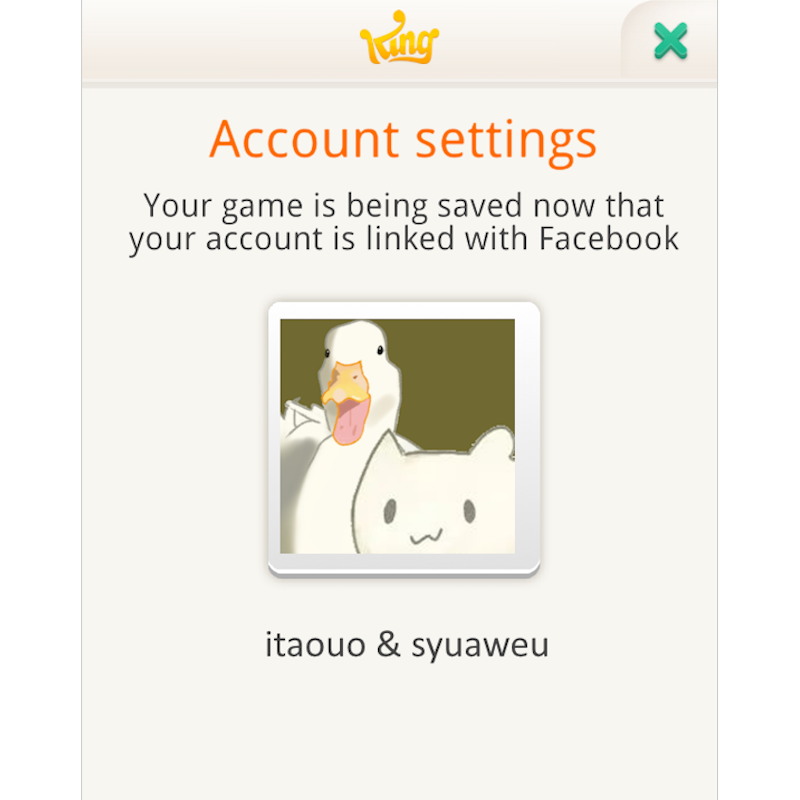 King
Account settings
Your game is being saved now that
your account is linked with Facebook
itaouo & syuaweu